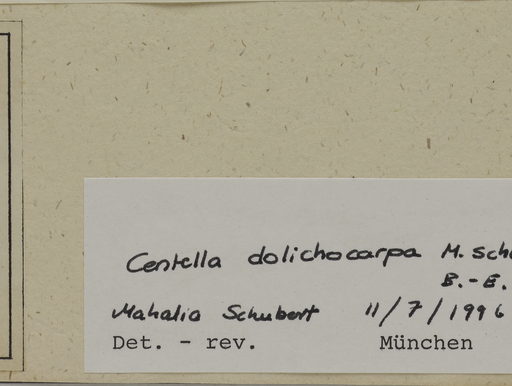 Centella dolichocarpa M. Sch
B.-E.
Mahalia Schubert 11/7/1996
Det. - rev. München